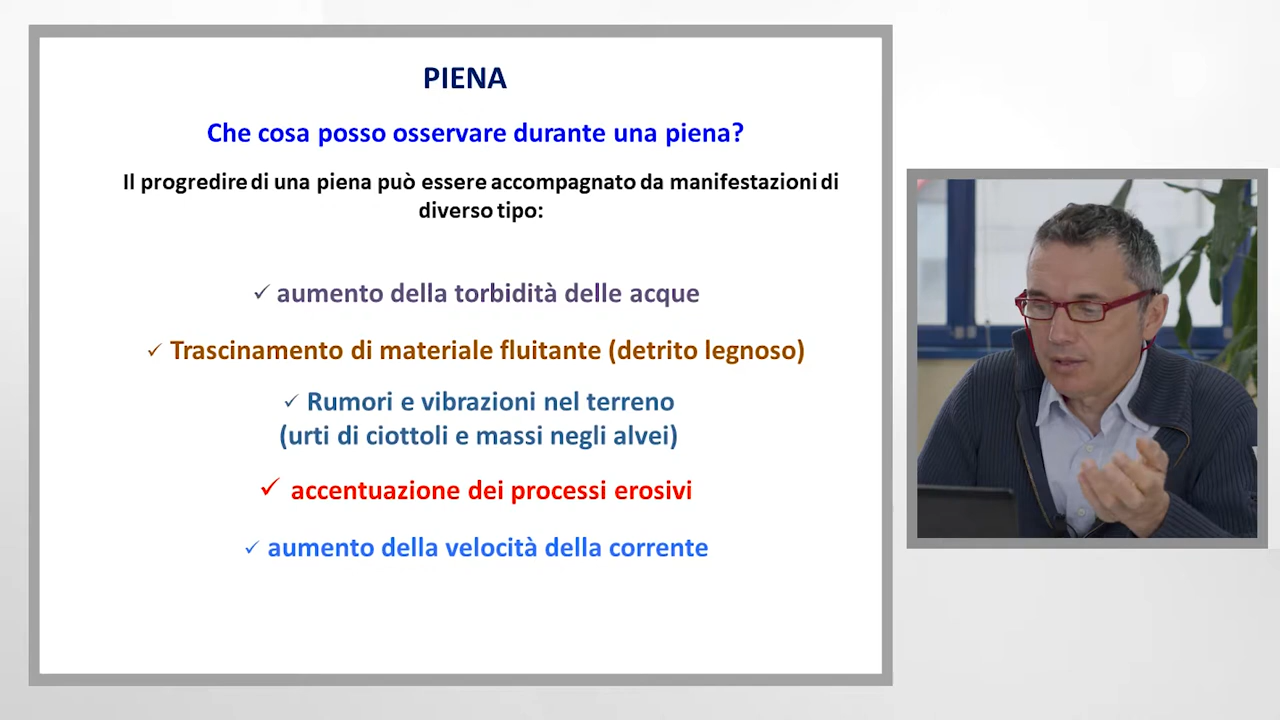 PIENA
Che cosa posso osservare durante una piena?
Il progredire di una piena può essere accompagnato da manifestazioni di
diverso tipo:
✓ aumento della torbidità delle acque
✓ Trascinamento di materiale fluitante (detrito legnoso)
✓ Rumori e vibrazioni nel terreno
(urti di ciottoli e massi negli alvei)
✓ accentuazione dei processi erosivi
✓ aumento della velocità della corrente